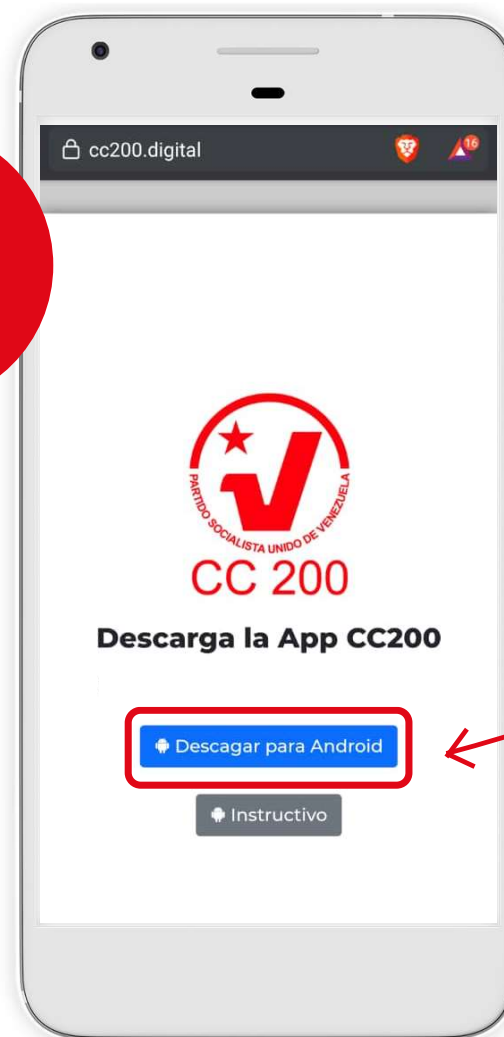 cc200.digital
16
PARTIDO SOCIALISTA UNIDO DE VENEZUELA
CC 200
Descarga la App CC200
Descagar para Android
Instructivo